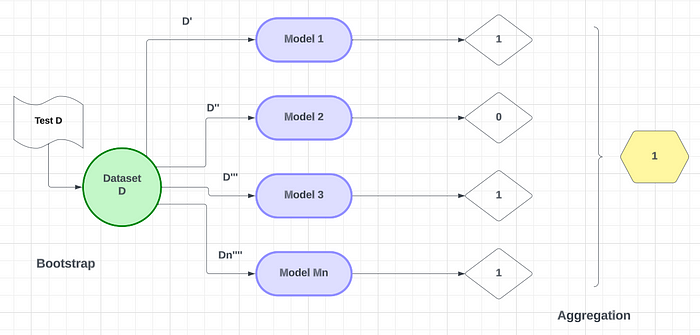 D'
Model 1
1
D''
Model 2
0
Test D
Dataset
D
D'''
Model 3
1
1
Dn''''
Model Mn
1
Bootstrap
Aggregation